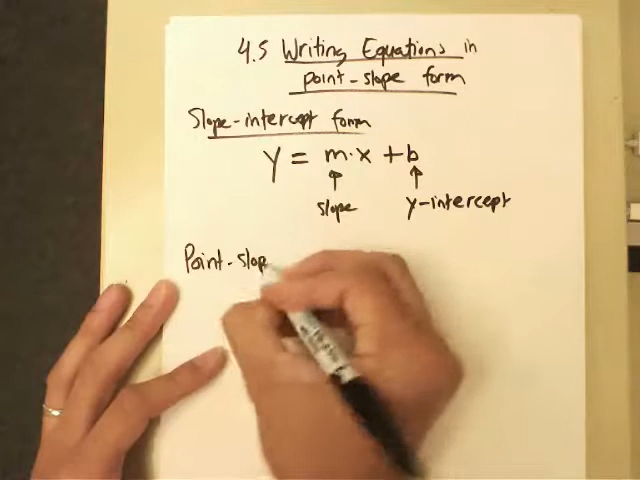 4.5 Writing Equations in
point-slope form
Slope-intercept form
y = m·x + b
slope
y-intercept
Point-slop